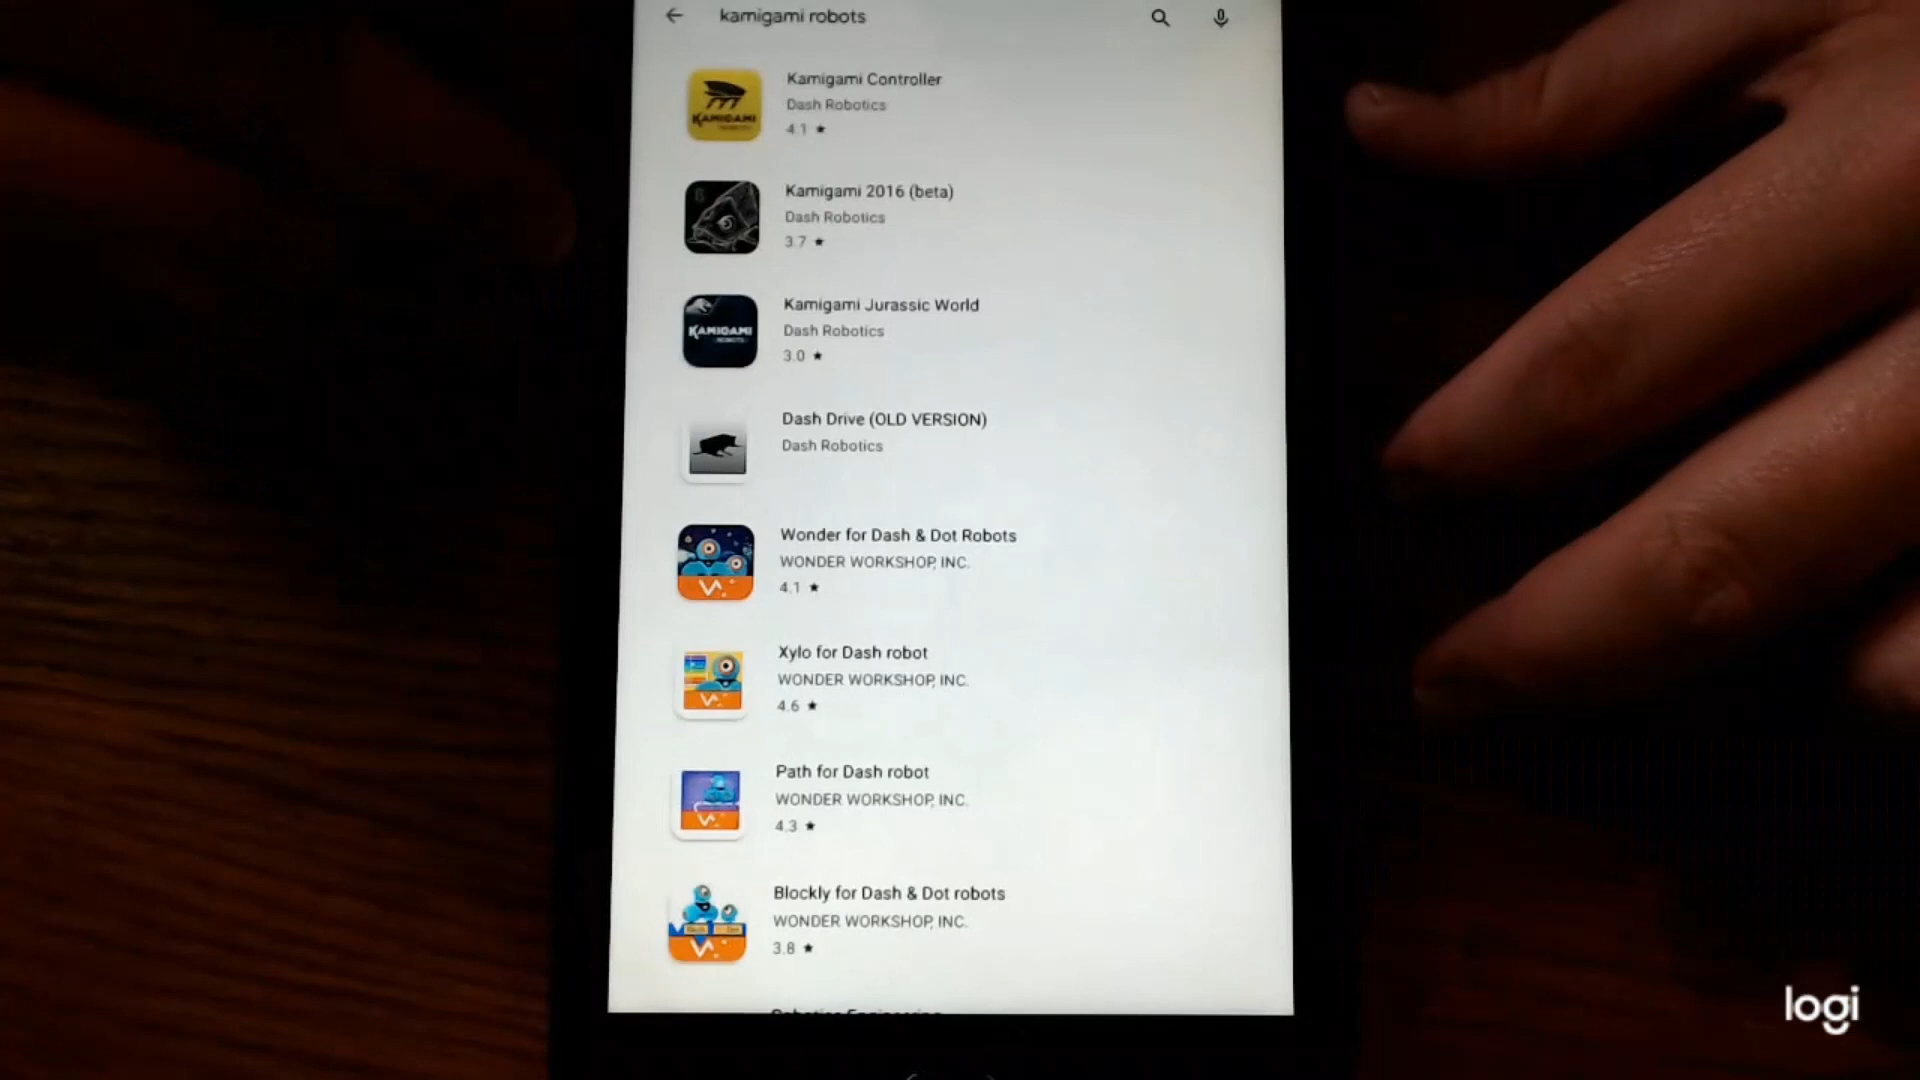 kamigami robots
Kamigami Controller
Dash Robotics
4.1 ★
KAMIGAMI
Kamigami 2016 (beta)
Dash Robotics
3.7 ★
Kamigami Jurassic World
Dash Robotics
3.0 ★
KAMIGAMI
ROBOTS
Dash Drive (OLD VERSION)
Dash Robotics
Wonder for Dash & Dot Robots
WONDER WORKSHOP, INC.
4.1 ★
Xylo for Dash robot
WONDER WORKSHOP, INC.
4.6 ★
Path for Dash robot
WONDER WORKSHOP, INC.
4.3 ★
Blockly for Dash & Dot robots
WONDER WORKSHOP, INC.
3.8 ★
logi